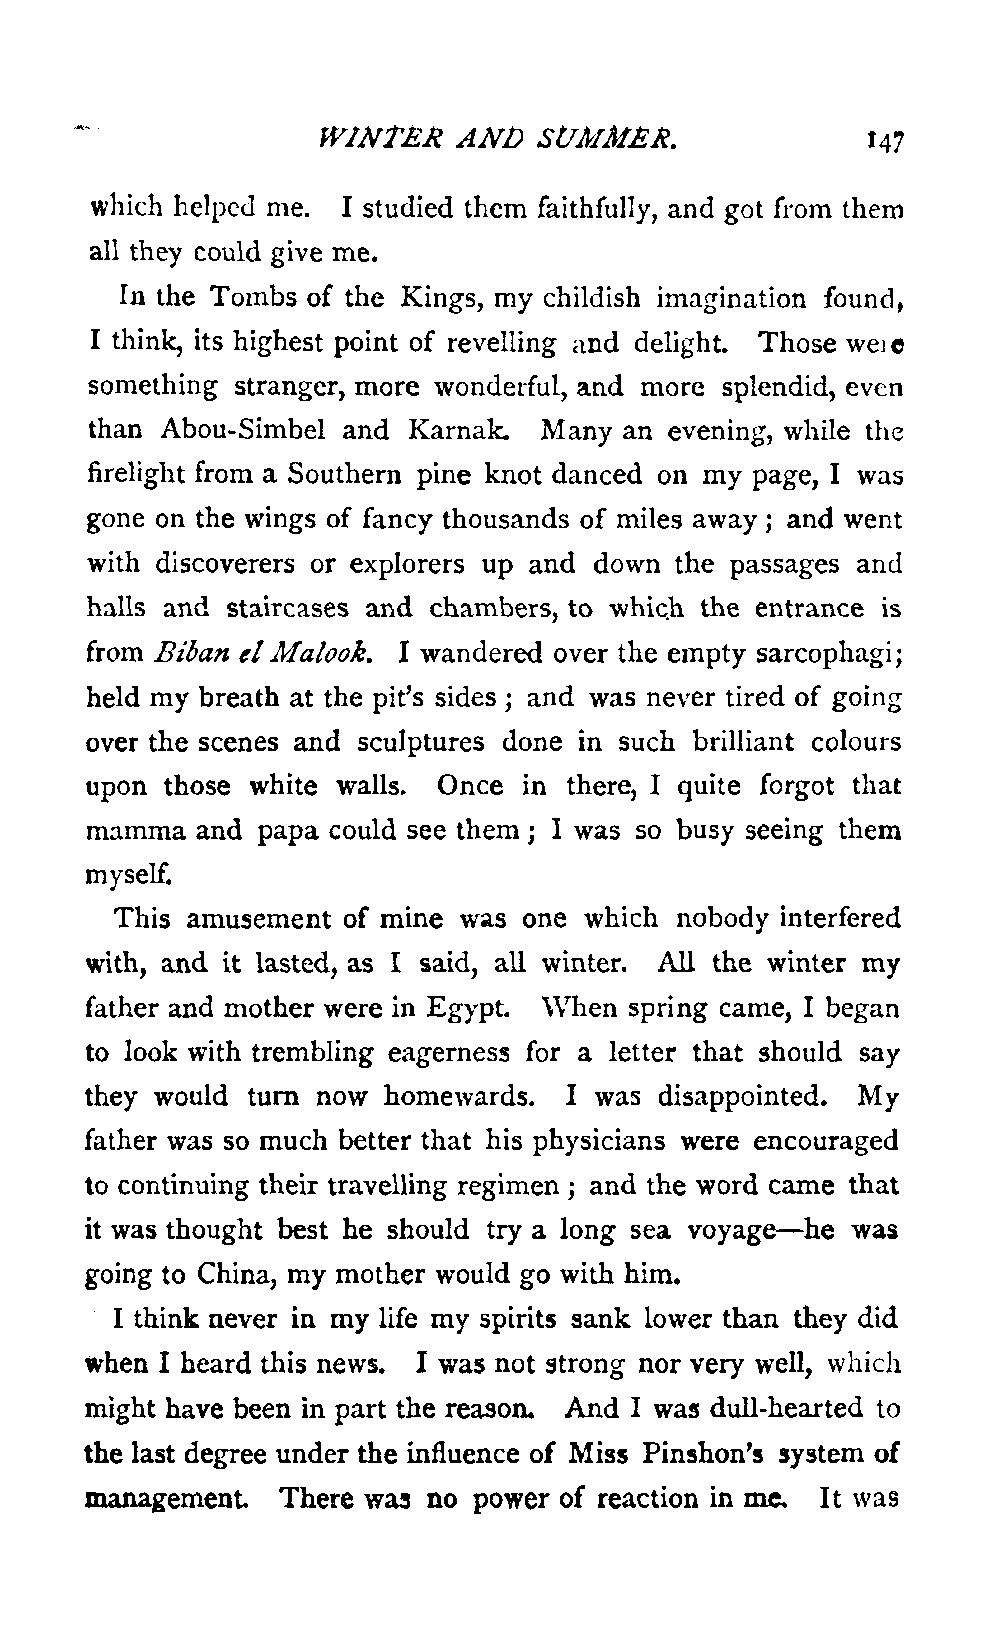 WINTER AND SUMMER. 147
which helped me. I studied them faithfully, and got from them
all they could give me.
In the Tombs of the Kings, my childish imagination found,
I think, its highest point of revelling and delight. Those were
something stranger, more wonderful, and more splendid, even
than Abou-Simbel and Karnak. Many an evening, while the
firelight from a Southern pine knot danced on my page, I was
gone on the wings of fancy thousands of miles away; and went
with discoverers or explorers up and down the passages and
halls and staircases and chambers, to which the entrance is
from Biban el Malook. I wandered over the empty sarcophagi;
held my breath at the pit's sides; and was never tired of going
over the scenes and sculptures done in such brilliant colours
upon those white walls. Once in there, I quite forgot that
mamma and papa could see them; I was so busy seeing them
myself.
This amusement of mine was one which nobody interfered
with, and it lasted, as I said, all winter. All the winter my
father and mother were in Egypt. When spring came, I began
to look with trembling eagerness for a letter that should say
they would turn now homewards. I was disappointed. My
father was so much better that his physicians were encouraged
to continuing their travelling regimen; and the word came that
it was thought best he should try a long sea voyage—he was
going to China, my mother would go with him.
I think never in my life my spirits sank lower than they did
when I heard this news. I was not strong nor very well, which
might have been in part the reason. And I was dull-hearted to
the last degree under the influence of Miss Pinshon's system of
management. There was no power of reaction in me. It was